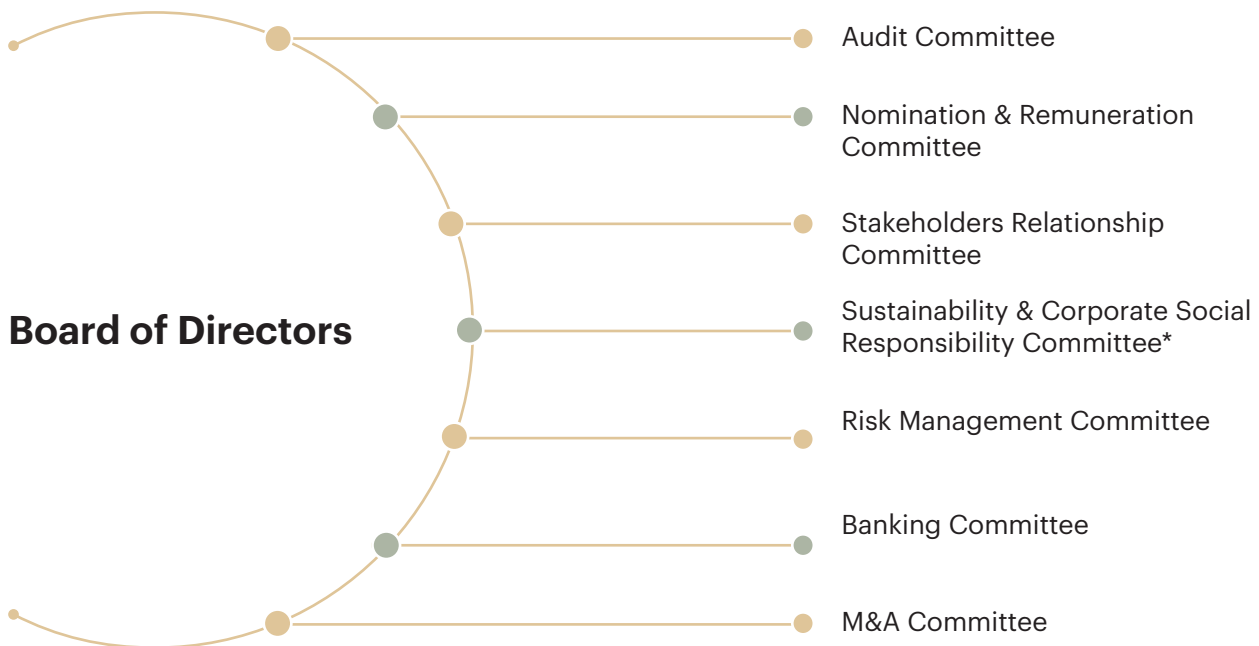 Audit Committee
Nomination & Remuneration
Committee
Stakeholders Relationship
Committee
Board of Directors
Sustainability & Corporate Social
Responsibility Committee*
Risk Management Committee
Banking Committee
M&A Committee